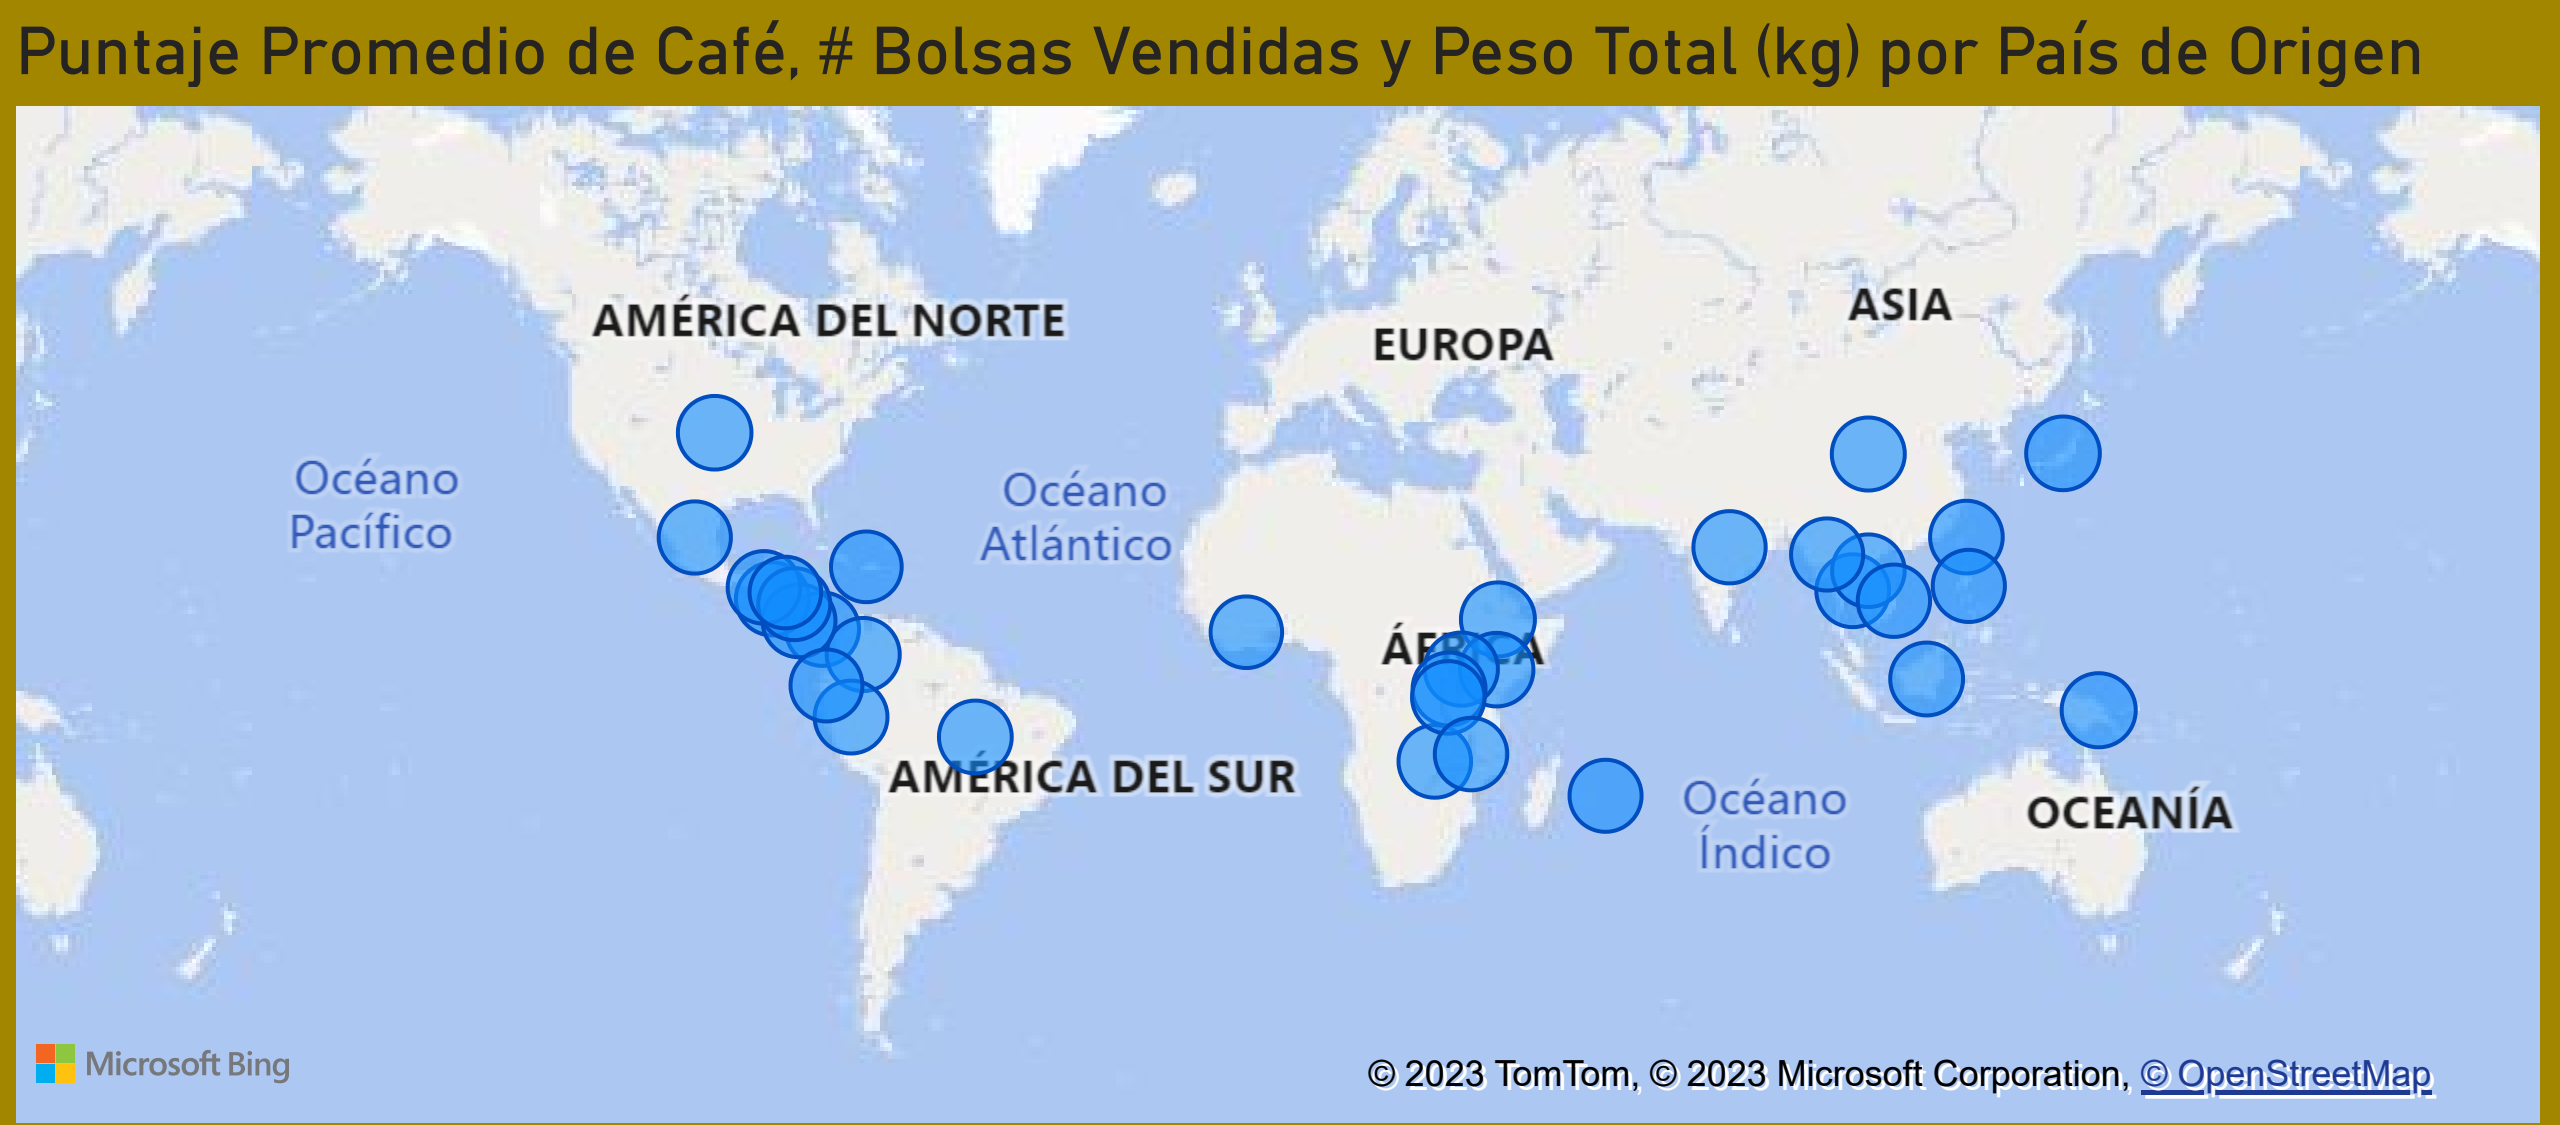 Puntaje Promedio de Café, # Bolsas Vendidas y Peso Total (kg) por País de Origen
AMÉRICA DEL NORTE
EUROPA
ASIA
Océano
Pacífico
Océano
Atlántico
ÁFRICA
AMÉRICA DEL SUR
Océano
Índico
OCEANÍA
Microsoft Bing
© 2023 TomTom, © 2023 Microsoft Corporation, © OpenStreetMap